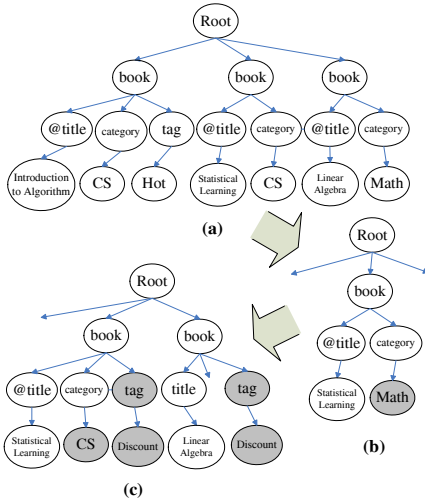 Root
book
book
book
@title
category
tag
@title
category
@title
category
Introduction
to Algorithm
CS
Hot
Statistical
Learning
CS
Linear
Algebra
Math
(a)
Root
book
@title
category
Statistical
Learning
Math
(b)
Root
book
book
@title
category
tag
title
tag
Statistical
Learning
CS
Discount
Linear
Algebra
Discount
(c)